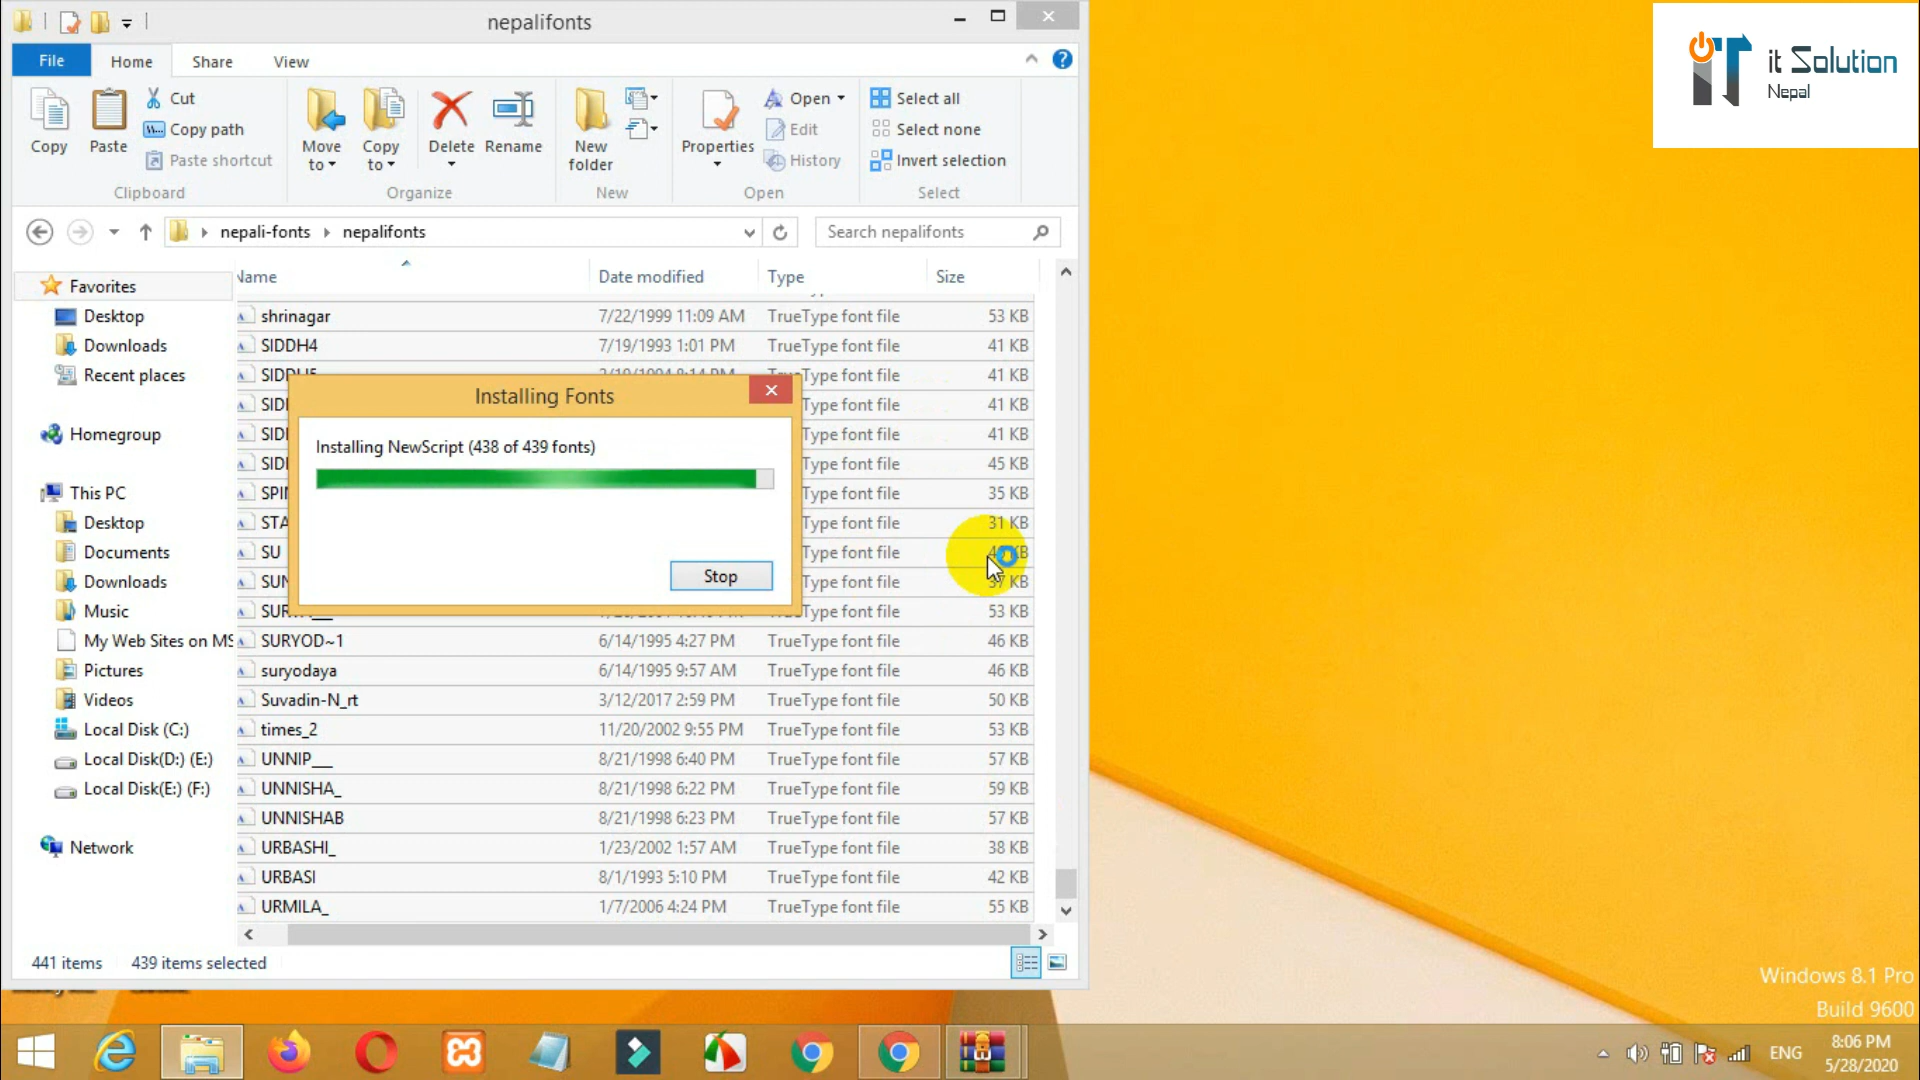 nepalifonts
it Solution
Nepal
File
Home
Share
View
Copy
Paste
Cut
Copy path
Paste shortcut
Clipboard
Move to
Copy to
Delete
Rename
Organize
New folder
New
Properties
Open
Edit
History
Open
Select all
Select none
Invert selection
Select
nepali-fonts
nepalifonts
Search nepalifonts
Name
Date modified
Type
Size
Favorites
Desktop
Downloads
Recent places
Homegroup
This PC
Desktop
Documents
Downloads
Music
My Web Sites on MS
Pictures
Videos
Local Disk (C:)
Local Disk(D:) (E:)
Local Disk(E:) (F:)
Network
shrinagar 7/22/1999 11:09 AM TrueType font file 53 KB
SIDDH4 7/19/1993 1:01 PM TrueType font file 41 KB
TrueType font file 41 KB
Type font file 41 KB
Type font file 41 KB
Type font file 45 KB
Type font file 35 KB
STA Type font file 31 KB
SU Type font file
Type font file 37 KB
TrueType font file 53 KB
SURYOD~1 6/14/1995 4:27 PM TrueType font file 46 KB
suryodaya 6/14/1995 9:57 AM TrueType font file 46 KB
Suvadin-N_rt 3/12/2017 2:59 PM TrueType font file 50 KB
times_2 11/20/2002 9:55 PM TrueType font file 53 KB
UNNIP___ 8/21/1998 6:40 PM TrueType font file 57 KB
UNNISHA_ 8/21/1998 6:22 PM TrueType font file 59 KB
UNNISHAB 8/21/1998 6:23 PM TrueType font file 57 KB
URBASHI_ 1/23/2002 1:57 AM TrueType font file 38 KB
URBASI 8/1/1993 5:10 PM TrueType font file 42 KB
URMILA_ 1/7/2006 4:24 PM TrueType font file 55 KB
Installing Fonts
Installing NewScript (438 of 439 fonts)
Stop
441 items
439 items selected
Windows 8.1 Pro
Build 9600
ENG
8:06 PM
5/28/2020